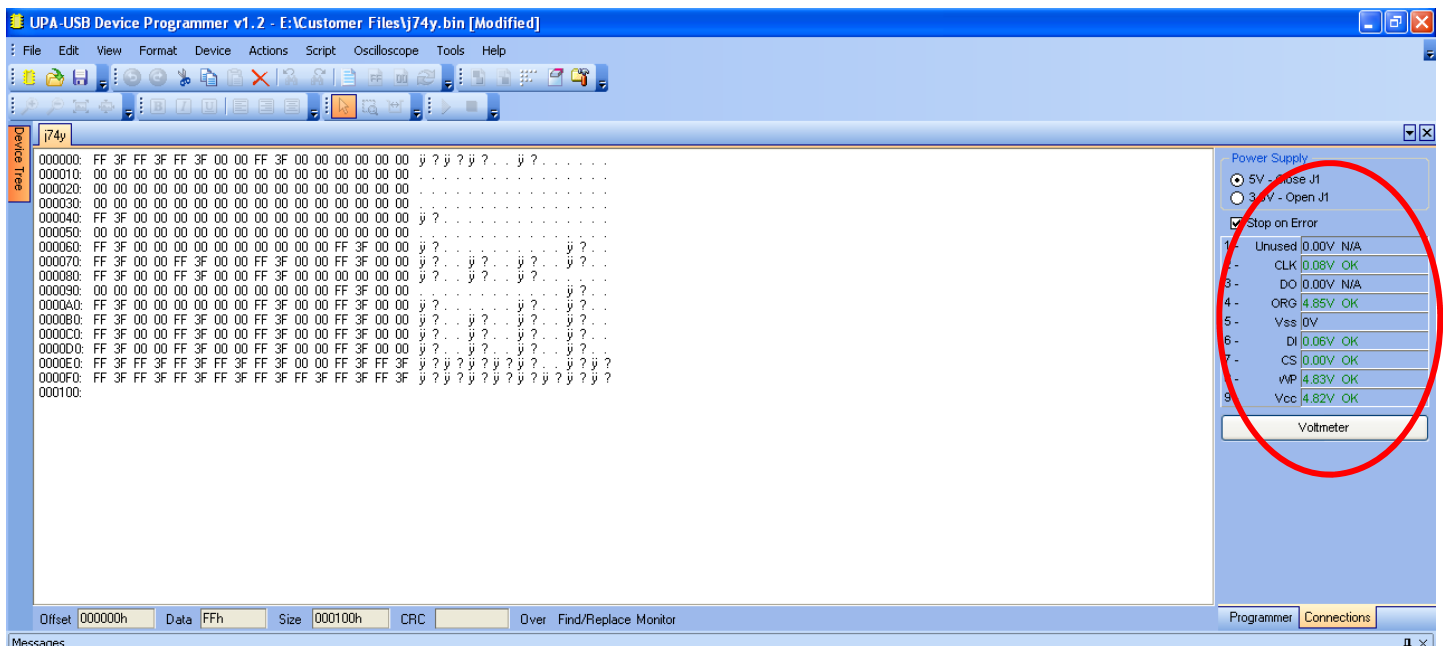 UPA-USB Device Programmer v1.2 - E:\Customer Files\j74y.bin [Modified]
File Edit View Format Device Actions Script Oscilloscope Tools Help
B I U
Device Tree
j74y
000000: FF 3F FF 3F FF 3F 00 00 FF 3F 00 00 00 00 00 00 ÿ ? ÿ ? ÿ ? . . ÿ ? . . . . . .
000010: 00 00 00 00 00 00 00 00 00 00 00 00 00 00 00 00 . . . . . . . . . . . . . . . .
000020: 00 00 00 00 00 00 00 00 00 00 00 00 00 00 00 00 . . . . . . . . . . . . . . . .
000030: 00 00 00 00 00 00 00 00 00 00 00 00 00 00 00 00 . . . . . . . . . . . . . . . .
000040: FF 3F 00 00 00 00 00 00 00 00 00 00 00 00 00 00 ÿ ? . . . . . . . . . . . . . .
000050: 00 00 00 00 00 00 00 00 00 00 00 00 00 00 00 00 . . . . . . . . . . . . . . . .
000060: FF 3F 00 00 00 00 00 00 00 00 00 00 FF 3F 00 00 ÿ ? . . . . . . . . . . ÿ ? . .
000070: FF 3F 00 00 FF 3F 00 00 FF 3F 00 00 FF 3F 00 00 ÿ ? . . ÿ ? . . ÿ ? . . ÿ ? . .
000080: FF 3F 00 00 FF 3F 00 00 FF 3F 00 00 00 00 00 00 ÿ ? . . ÿ ? . . ÿ ? . . . . . .
000090: 00 00 00 00 00 00 00 00 00 00 00 00 FF 3F 00 00 . . . . . . . . . . . . ÿ ? . .
0000A0: FF 3F 00 00 00 00 00 00 FF 3F 00 00 FF 3F 00 00 ÿ ? . . . . . . ÿ ? . . ÿ ? . .
0000B0: FF 3F 00 00 FF 3F 00 00 FF 3F 00 00 FF 3F 00 00 ÿ ? . . ÿ ? . . ÿ ? . . ÿ ? . .
0000C0: FF 3F 00 00 FF 3F 00 00 FF 3F 00 00 FF 3F 00 00 ÿ ? . . ÿ ? . . ÿ ? . . ÿ ? . .
0000D0: FF 3F 00 00 FF 3F 00 00 FF 3F 00 00 FF 3F 00 00 ÿ ? . . ÿ ? . . ÿ ? . . ÿ ? . .
0000E0: FF 3F FF 3F FF 3F FF 3F FF 3F 00 00 FF 3F FF 3F ÿ ? ÿ ? ÿ ? ÿ ? ÿ ? . . ÿ ? ÿ ?
0000F0: FF 3F FF 3F FF 3F FF 3F FF 3F FF 3F FF 3F FF 3F ÿ ? ÿ ? ÿ ? ÿ ? ÿ ? ÿ ? ÿ ? ÿ ?
000100:
Power Supply
5V - Close J1
3.3V - Open J1
Stop on Error
1 - Unused 0.00V N/A
2 - CLK 0.08V OK
3 - DO 0.00V N/A
4 - ORG 4.85V OK
5 - Vss 0V
6 - DI 0.06V OK
7 - CS 0.00V OK
8 - WP 4.83V OK
9 - Vcc 4.82V OK
Voltmeter
Programmer Connections
Offset 000000h Data FFh Size 000100h CRC Over Find/Replace Monitor
Messages